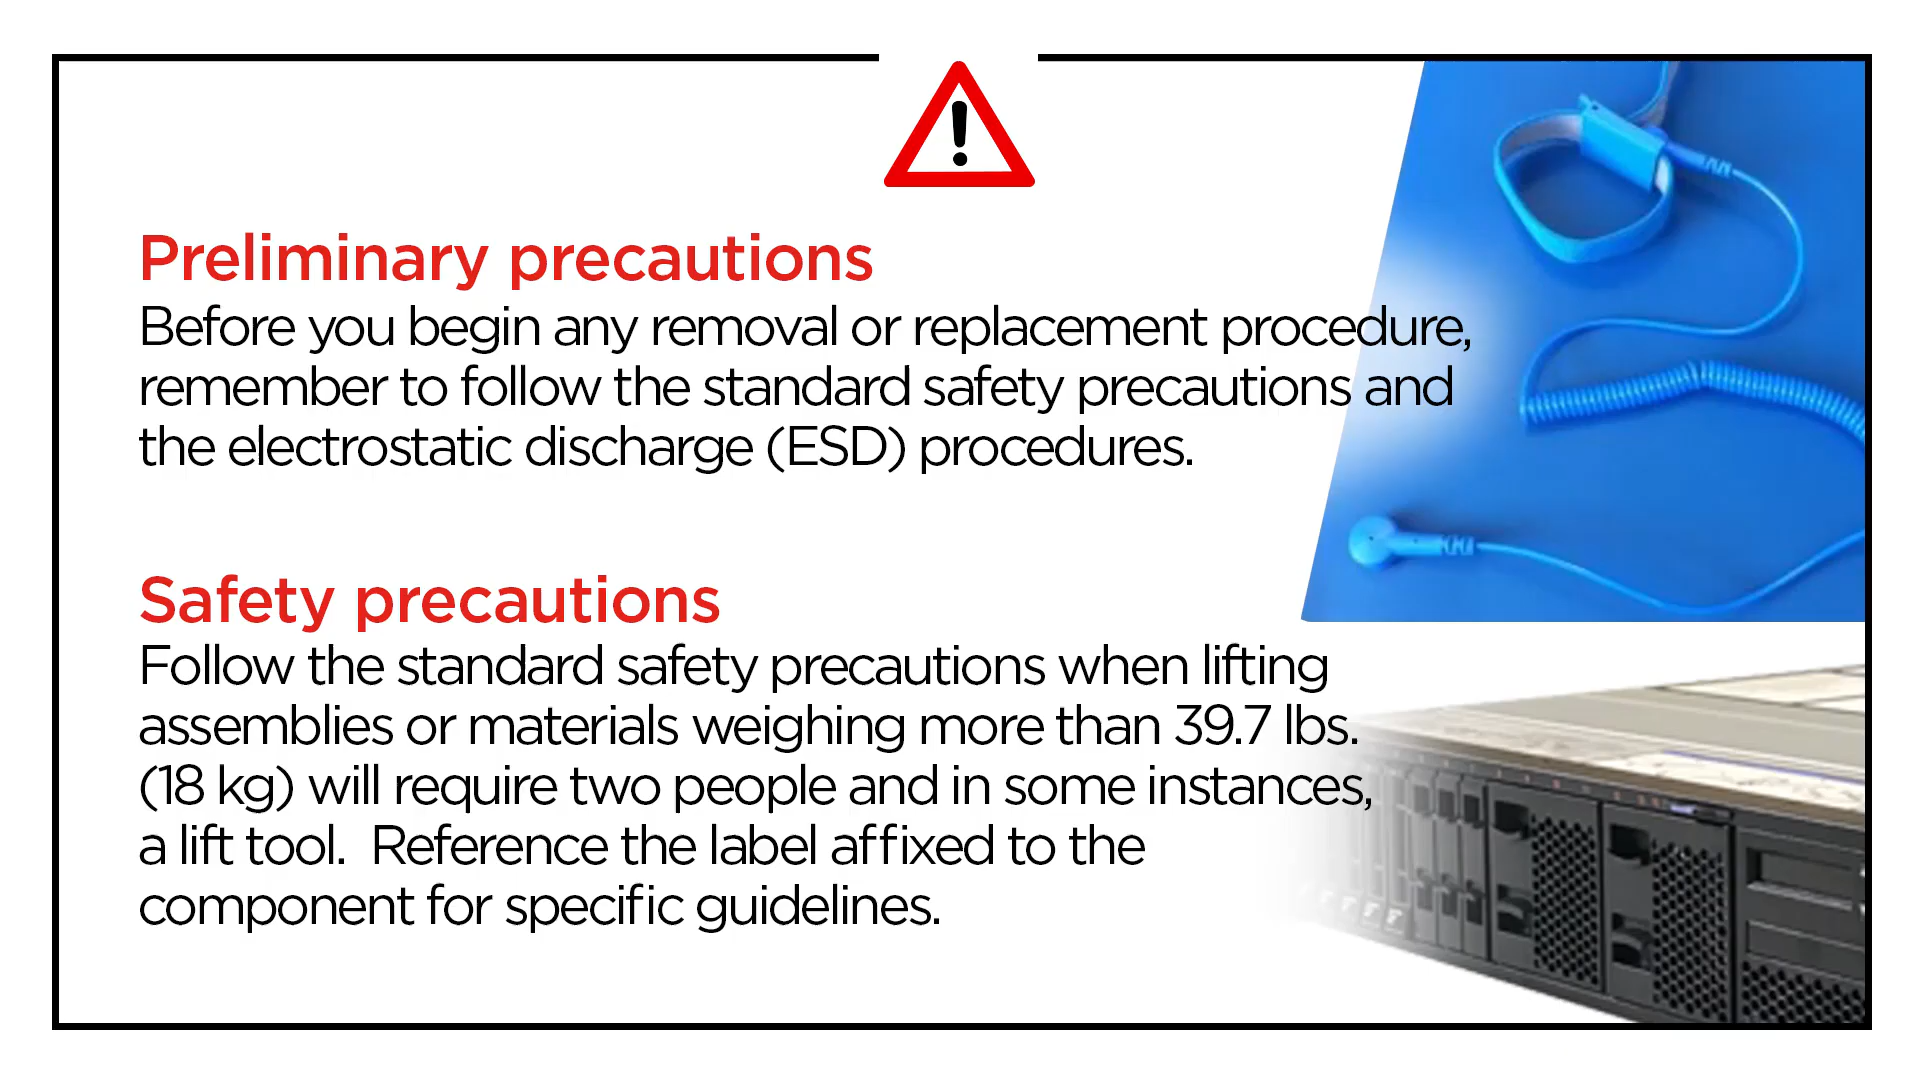 Preliminary precautions
Before you begin any removal or replacement procedure,
remember to follow the standard safety precautions and
the electrostatic discharge (ESD) procedures.
Safety precautions
Follow the standard safety precautions when lifting
assemblies or materials weighing more than 39.7 lbs.
(18 kg) will require two people and in some instances,
a lift tool.  Reference the label affixed to the
component for specific guidelines.